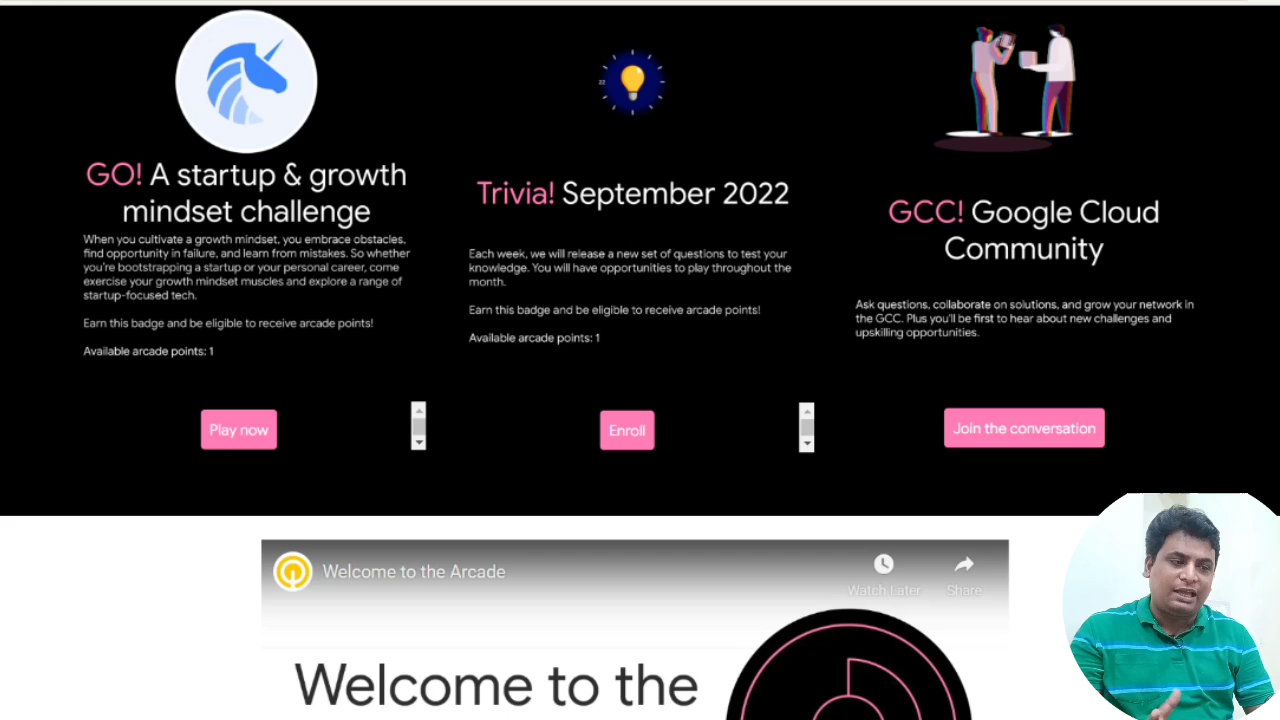 GO! A startup & growth
mindset challenge
When you cultivate a growth mindset, you embrace obstacles,
find opportunity in failure, and learn from mistakes. So whether
you're bootstrapping a startup or your personal career, come
exercise your growth mindset muscles and explore a range of
startup-focused tech.
Earn this badge and be eligible to receive arcade points!
Available arcade points: 1
Play now
Trivia! September 2022
Each week, we will release a new set of questions to test your
knowledge. You will have opportunities to play throughout the
month.
Earn this badge and be eligible to receive arcade points!
Available arcade points: 1
Enroll
GCC! Google Cloud
Community
Ask questions, collaborate on solutions, and grow your network in
the GCC. Plus you'll be first to hear about new challenges and
upskilling opportunities.
Join the conversation
Welcome to the Arcade
Watch Later
Share
Welcome to the